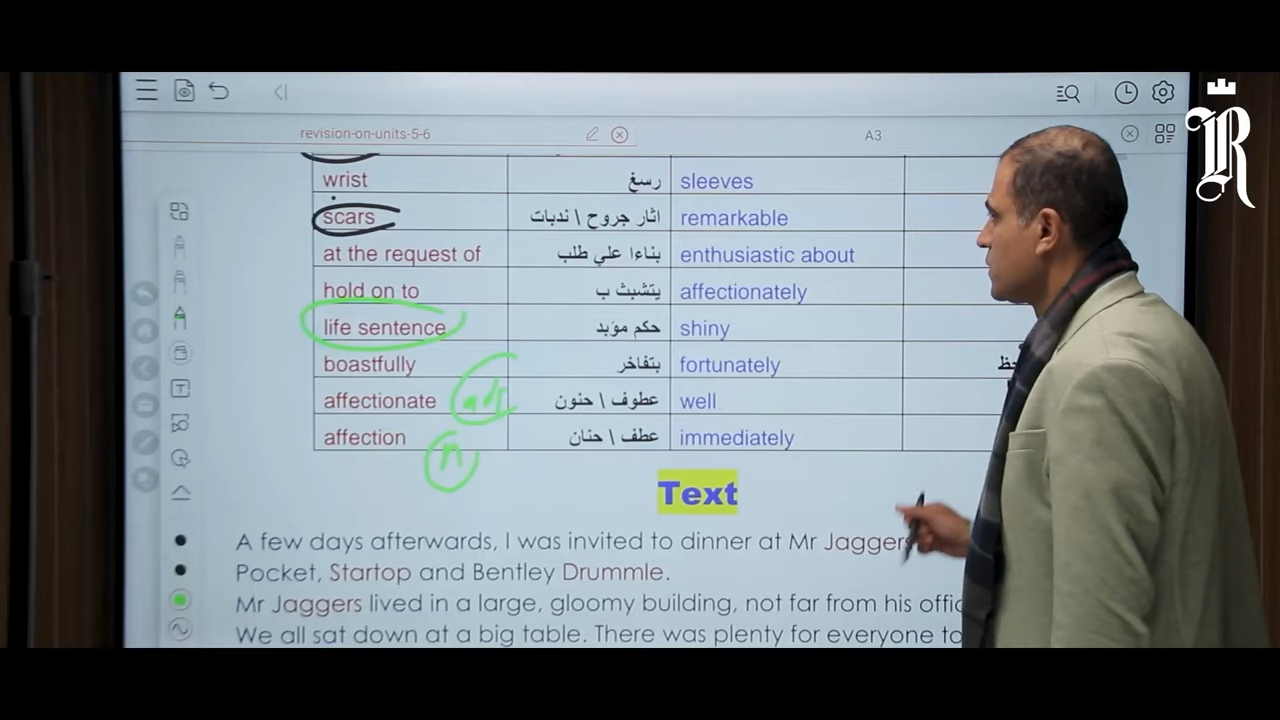 revision-on-units-5-6 A3
wrist رسغ sleeves
scars اثار جروح \ ندبات remarkable
at the request of بناءا علي طلب enthusiastic about
hold on to يتشبث ب affectionately
life sentence حكم مؤبد shiny
boastfully بتفاخر fortunately
affectionate adj عطوف \ حنون well
affection n عطف \ حنان immediately
Text
A few days afterwards, I was invited to dinner at Mr Jaggers
Pocket, Startop and Bentley Drummle.
Mr Jaggers lived in a large, gloomy building, not far from his
We all sat down at a big table. There was plenty for everyone to
R